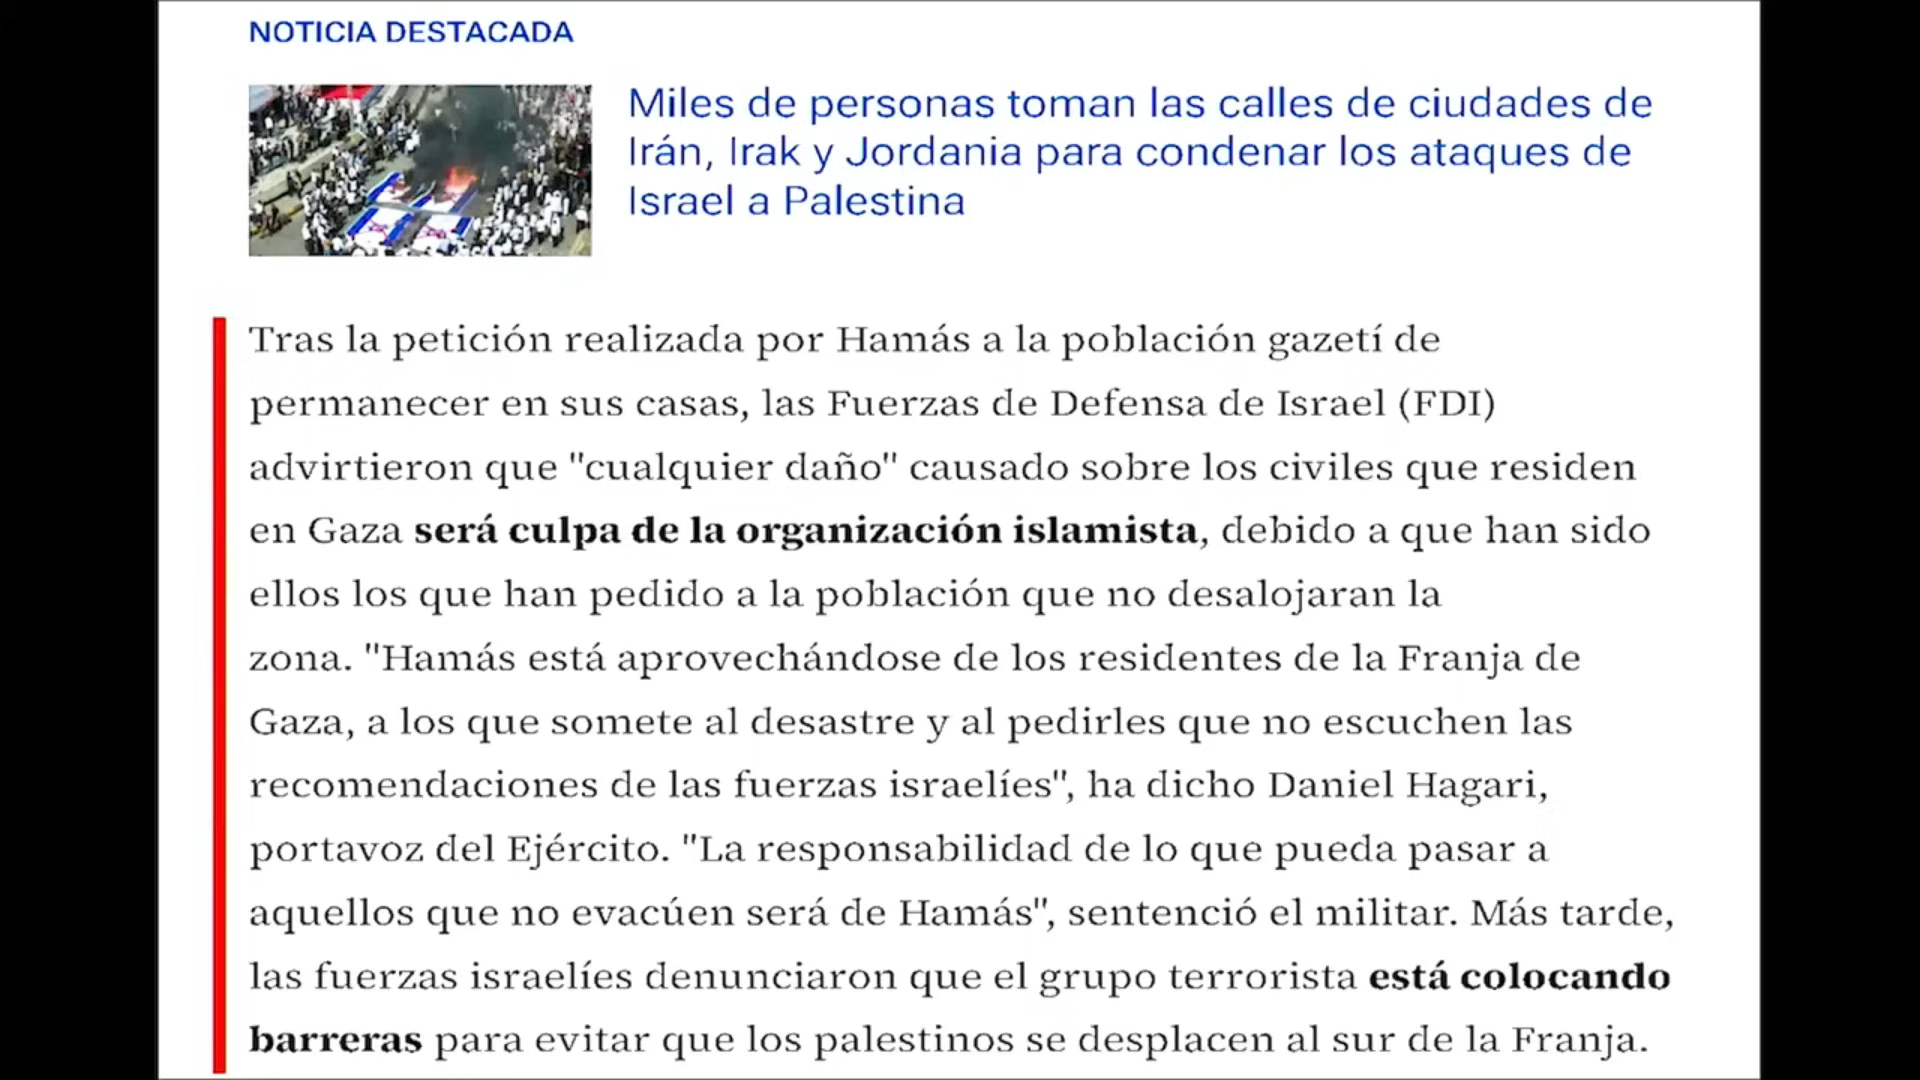 NOTICIA DESTACADA
Miles de personas toman las calles de ciudades de
Irán, Irak y Jordania para condenar los ataques de
Israel a Palestina
Tras la petición realizada por Hamás a la población gazetí de
permanecer en sus casas, las Fuerzas de Defensa de Israel (FDI)
advirtieron que "cualquier daño" causado sobre los civiles que residen
en Gaza será culpa de la organización islamista, debido a que han sido
ellos los que han pedido a la población que no desalojaran la
zona. "Hamás está aprovechándose de los residentes de la Franja de
Gaza, a los que somete al desastre y al pedirles que no escuchen las
recomendaciones de las fuerzas israelíes", ha dicho Daniel Hagari,
portavoz del Ejército. "La responsabilidad de lo que pueda pasar a
aquellos que no evacúen será de Hamás", sentenció el militar. Más tarde,
las fuerzas israelíes denunciaron que el grupo terrorista está colocando
barreras para evitar que los palestinos se desplacen al sur de la Franja.